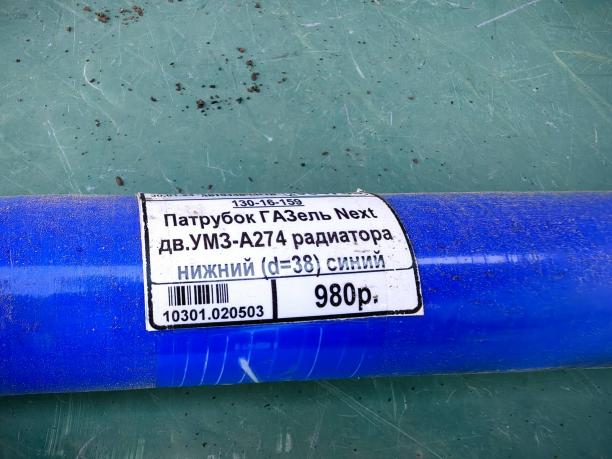 130-16-159
Патрубок ГАЗель Next
дв.УМЗ-А274 радиатора
нижний (d=38) синий
980р.
10301.020503